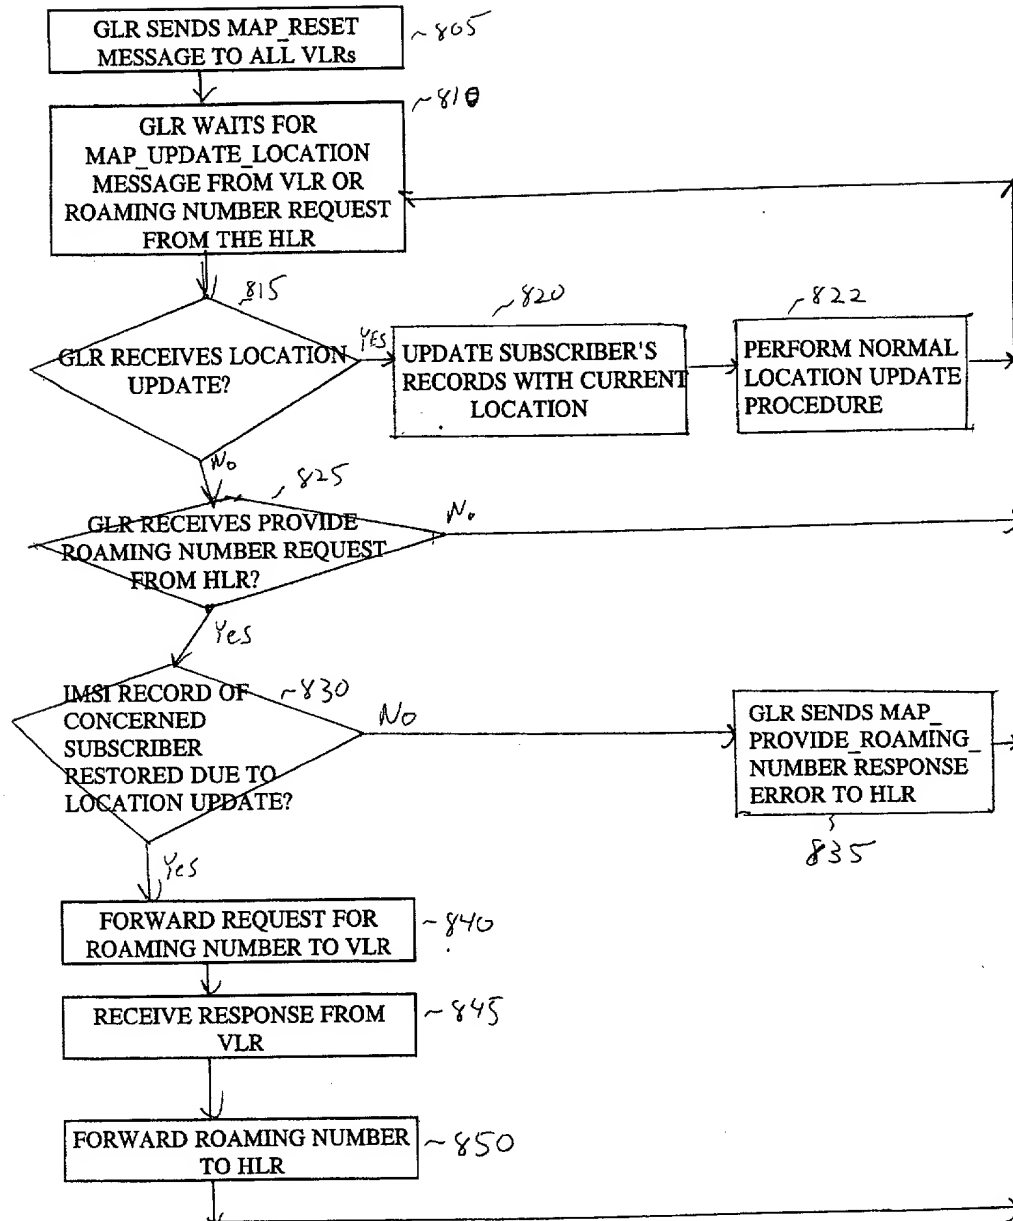 GLR SENDS MAP_RESET
MESSAGE TO ALL VLRs
~805
~810
GLR WAITS FOR
MAP_UPDATE_LOCATION
MESSAGE FROM VLR OR
ROAMING NUMBER REQUEST
FROM THE HLR
815
GLR RECEIVES LOCATION
UPDATE?
YES
~820
UPDATE SUBSCRIBER'S
RECORDS WITH CURRENT
LOCATION
~822
PERFORM NORMAL
LOCATION UPDATE
PROCEDURE
No
825
GLR RECEIVES PROVIDE
ROAMING NUMBER REQUEST
FROM HLR?
No
Yes
IMSI RECORD OF
CONCERNED
SUBSCRIBER
RESTORED DUE TO
LOCATION UPDATE?
~830
No
GLR SENDS MAP_
PROVIDE_ROAMING_
NUMBER RESPONSE
ERROR TO HLR
835
Yes
FORWARD REQUEST FOR
ROAMING NUMBER TO VLR
~840
RECEIVE RESPONSE FROM
VLR
~845
FORWARD ROAMING NUMBER
TO HLR
~850